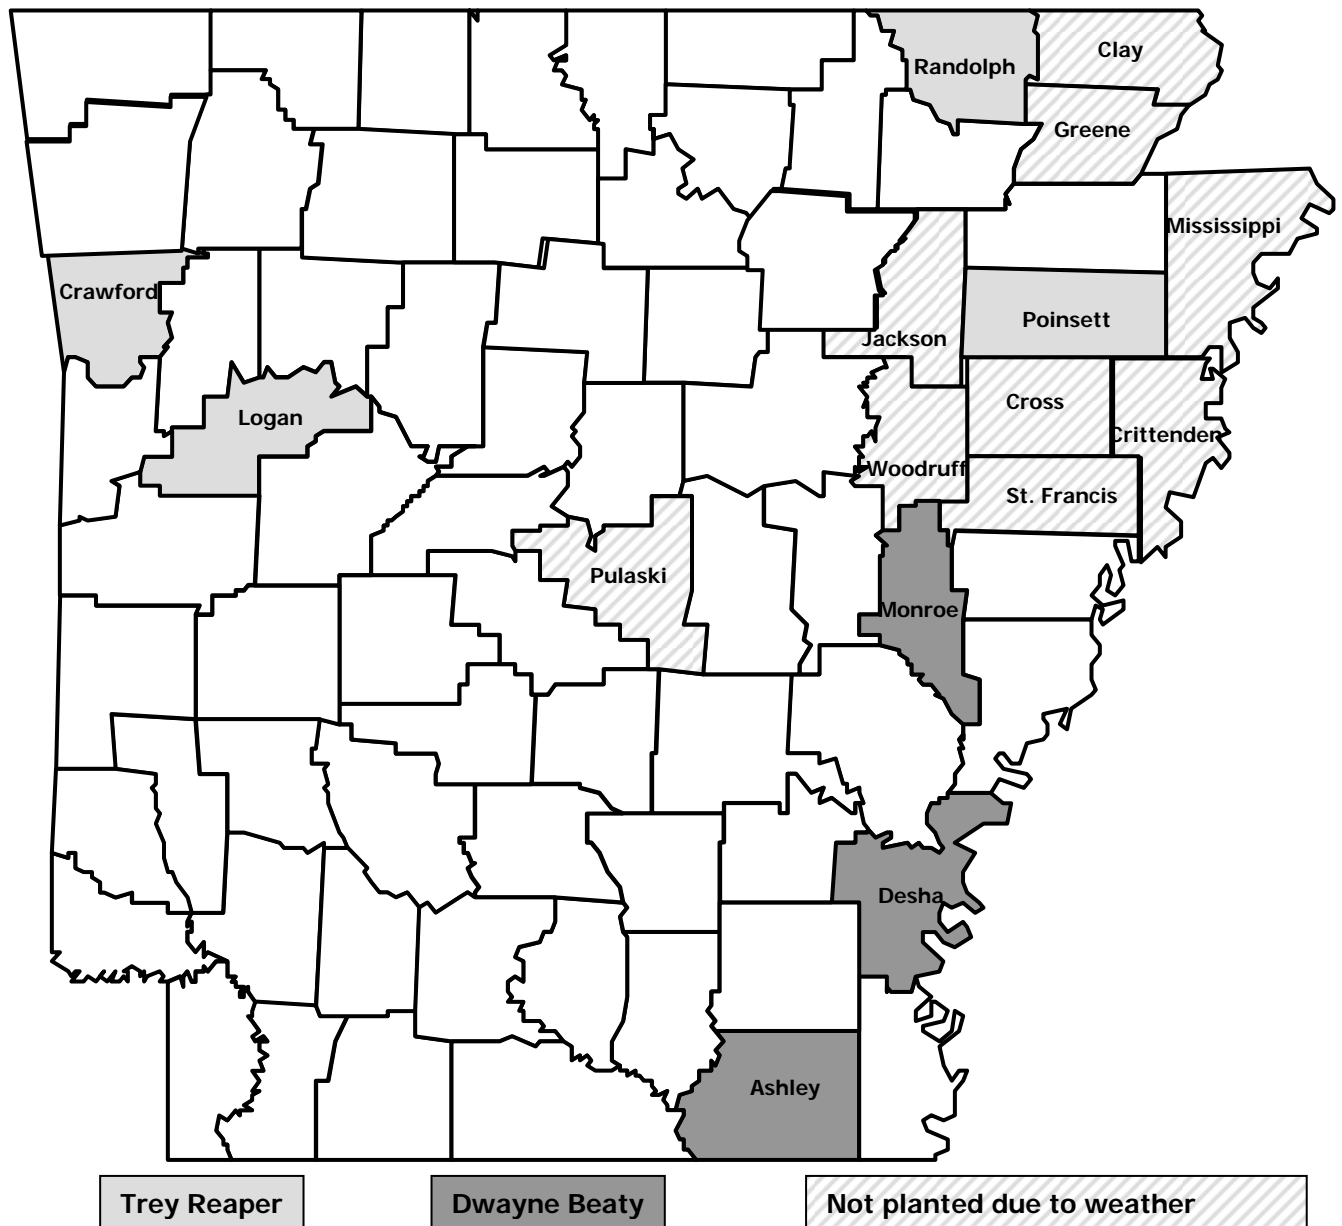 Randolph
Clay
Greene
Mississippi
Crawford
Poinsett
Jackson
Logan
Cross
Crittenden
Woodruff
St. Francis
Pulaski
Monroe
Desha
Ashley
Trey Reaper
Dwayne Beaty
Not planted due to weather